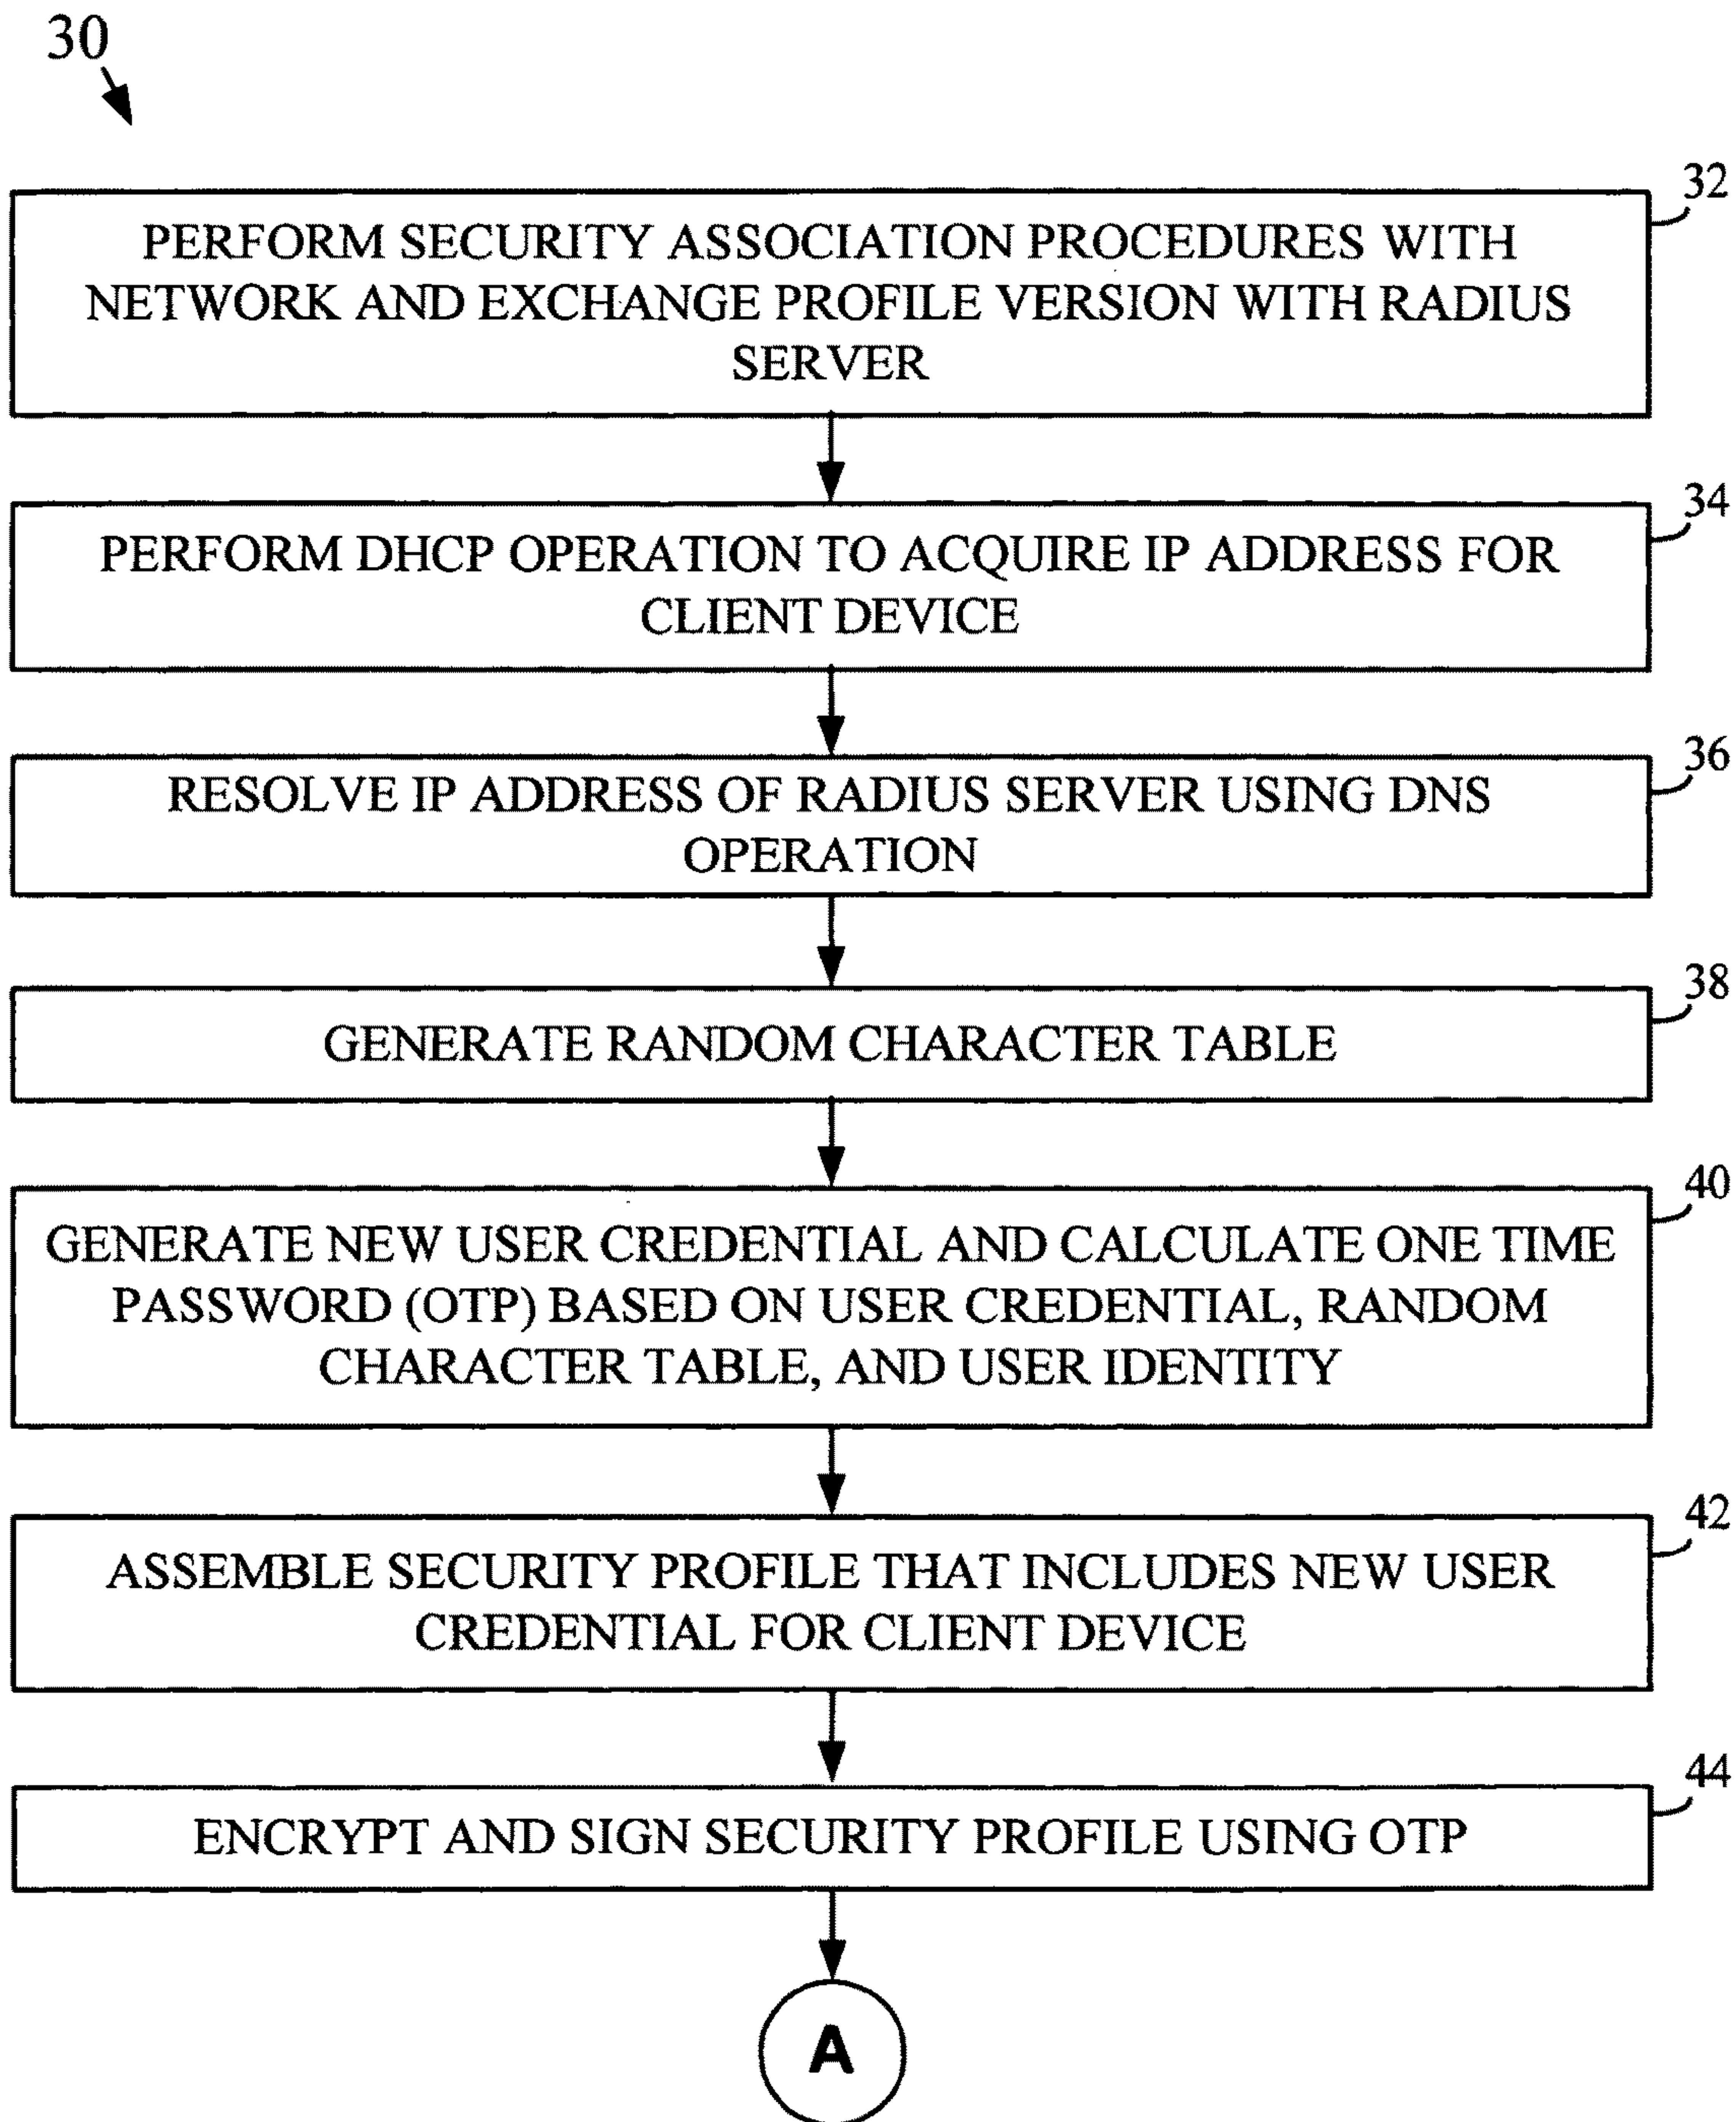 30
32
PERFORM SECURITY ASSOCIATION PROCEDURES WITH
NETWORK AND EXCHANGE PROFILE VERSION WITH RADIUS
SERVER
34
PERFORM DHCP OPERATION TO ACQUIRE IP ADDRESS FOR
CLIENT DEVICE
36
RESOLVE IP ADDRESS OF RADIUS SERVER USING DNS
OPERATION
38
GENERATE RANDOM CHARACTER TABLE
40
GENERATE NEW USER CREDENTIAL AND CALCULATE ONE TIME
PASSWORD (OTP) BASED ON USER CREDENTIAL, RANDOM
CHARACTER TABLE, AND USER IDENTITY
42
ASSEMBLE SECURITY PROFILE THAT INCLUDES NEW USER
CREDENTIAL FOR CLIENT DEVICE
44
ENCRYPT AND SIGN SECURITY PROFILE USING OTP
A